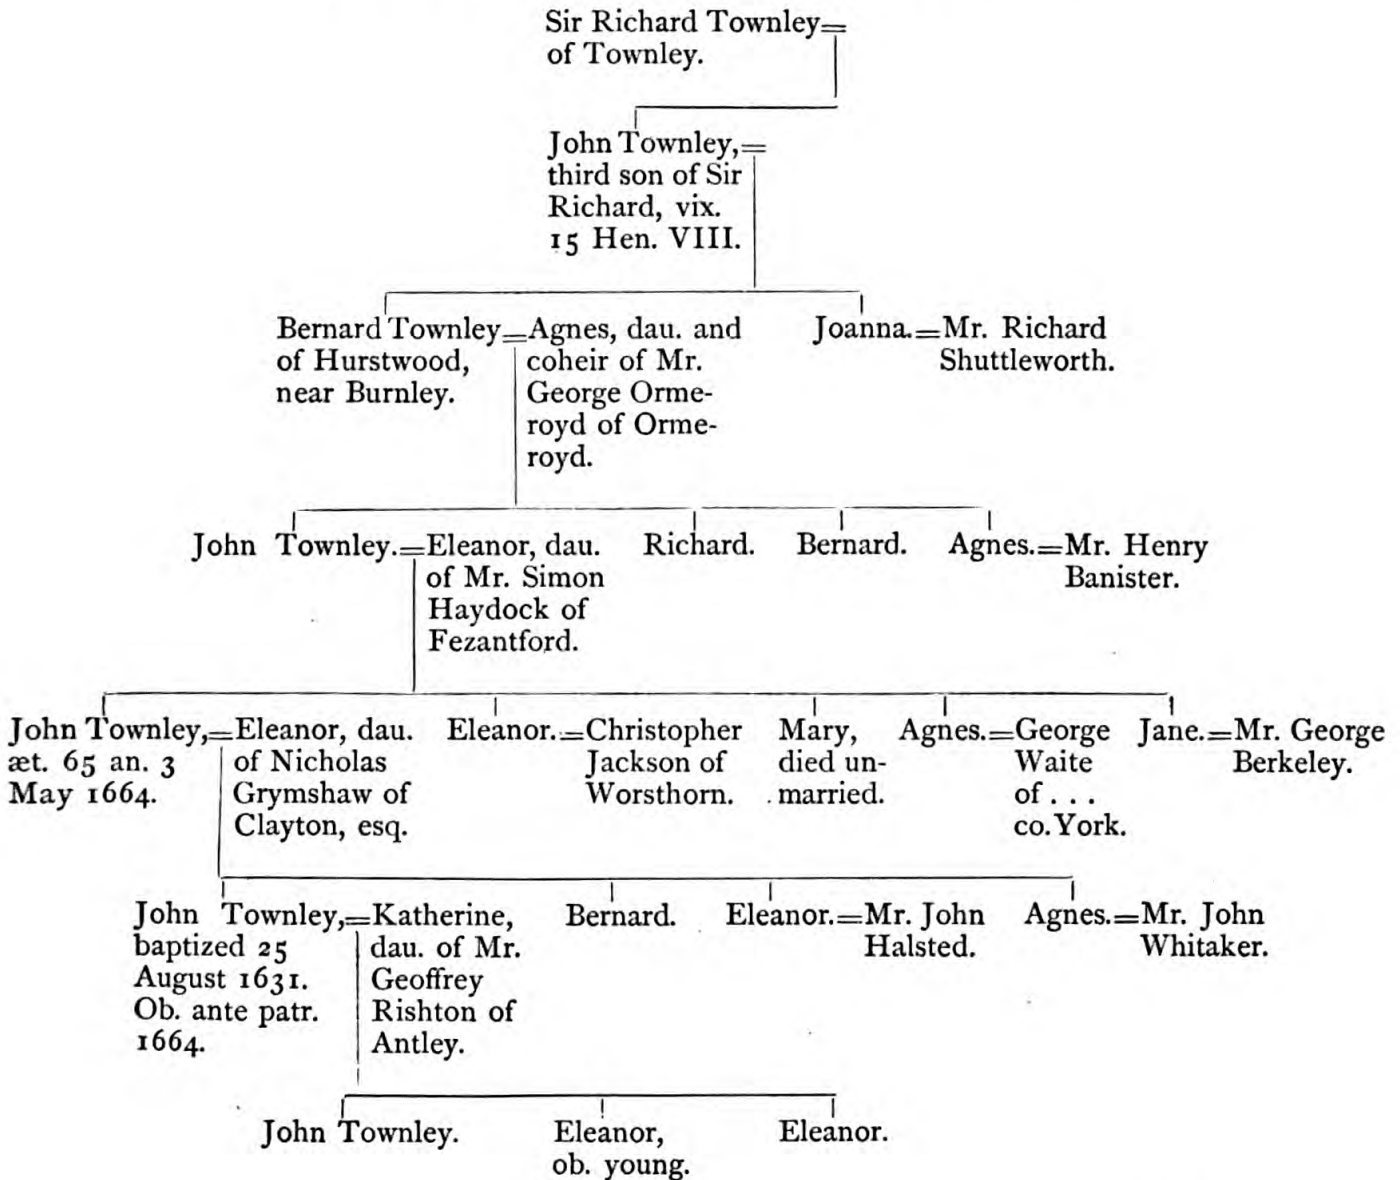 Sir Richard Townley=
of Townley.
John Townley,=
third son of Sir
Richard, vix.
15 Hen. VIII.
Bernard Townley=
of Hurstwood,
near Burnley.
Agnes, dau. and
coheir of Mr.
George Orme-
royd of Orme-
royd.
Joanna.=Mr. Richard
Shuttleworth.
John Townley.=
Eleanor, dau.
of Mr. Simon
Haydock of
Fezantford.
Richard.
Bernard.
Agnes.=Mr. Henry
Banister.
John Townley,=
æt. 65 an. 3
May 1664.
Eleanor, dau.
of Nicholas
Grymshaw of
Clayton, esq.
Eleanor.=Christopher
Jackson of
Worsthorn.
Mary,
died un-
married.
Agnes.=George
Waite
of . . .
co. York.
Jane.=Mr. George
Berkeley.
John Townley,=
baptized 25
August 1631.
Ob. ante patr.
1664.
Katherine,
dau. of Mr.
Geoffrey
Rishton of
Antley.
Bernard.
Eleanor.=Mr. John
Halsted.
Agnes.=Mr. John
Whitaker.
John Townley.
Eleanor,
ob. young.
Eleanor.